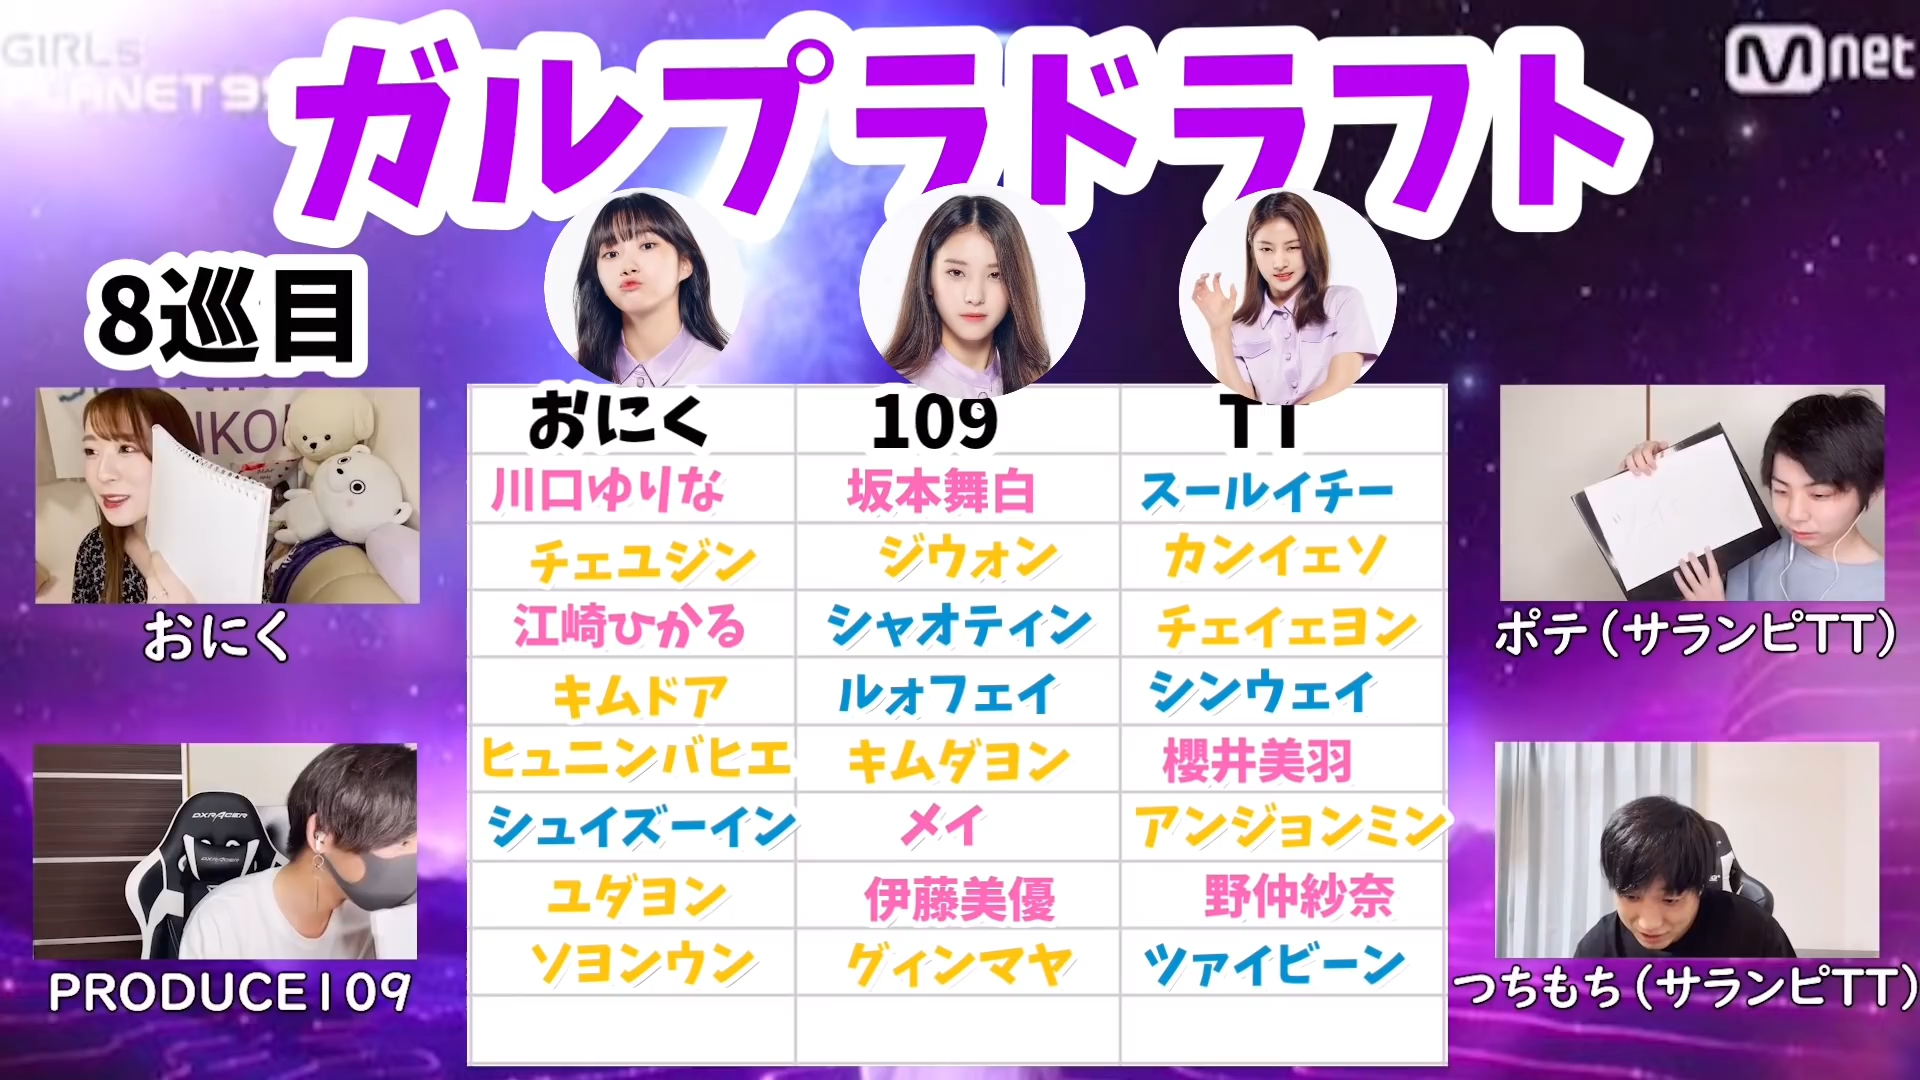 GIRLs
PLANET 99
Mnet
ガルプラドラフト
8巡目
おにく 109 TT
川口ゆりな 坂本舞白 スールイチー
チェユジン ジウォン カンイェソ
江崎ひかる シャオティン チェイェヨン
キムドア ルォフェイ シンウェイ
ヒュニンバヒエ キムダヨン 櫻井美羽
シュイズーイン メイ アンジョンミン
ユダヨン 伊藤美優 野仲紗奈
ソヨンウン グィンマヤ ツァイビーン
おにく
ポテ(サランピTT)
DXRACER
DXRACER
PRODUCE109
つちもち(サランピTT)